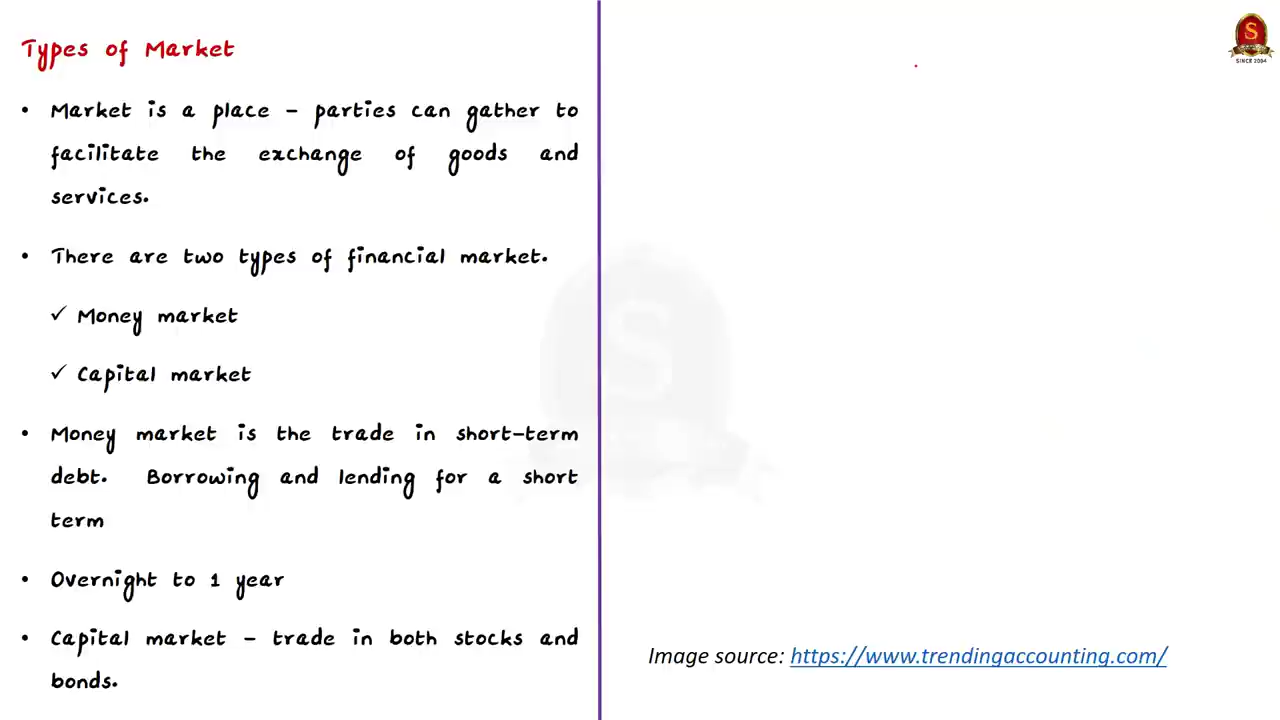 Types of Market
• Market is a place – parties can gather to
facilitate the exchange of goods and
services.
• There are two types of financial market.
✓ Money market
✓ Capital market
• Money market is the trade in short-term
debt. Borrowing and lending for a short
term
• Overnight to 1 year
• Capital market – trade in both stocks and
bonds.
S
SINCE 2004
Image source: https://www.trendingaccounting.com/